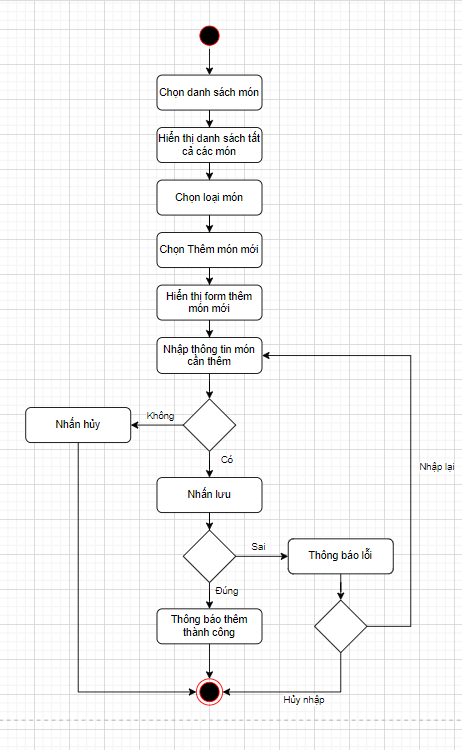 Chọn danh sách món
Hiển thị danh sách tất
cả các món
Chọn loại món
Chọn Thêm món mới
Hiển thị form thêm
món mới
Nhập thông tin món
cần thêm
Không
Nhấn hủy
Có
Nhập lại
Nhấn lưu
Sai
Thông báo lỗi
Đúng
Thông báo thêm
thành công
Hủy nhập